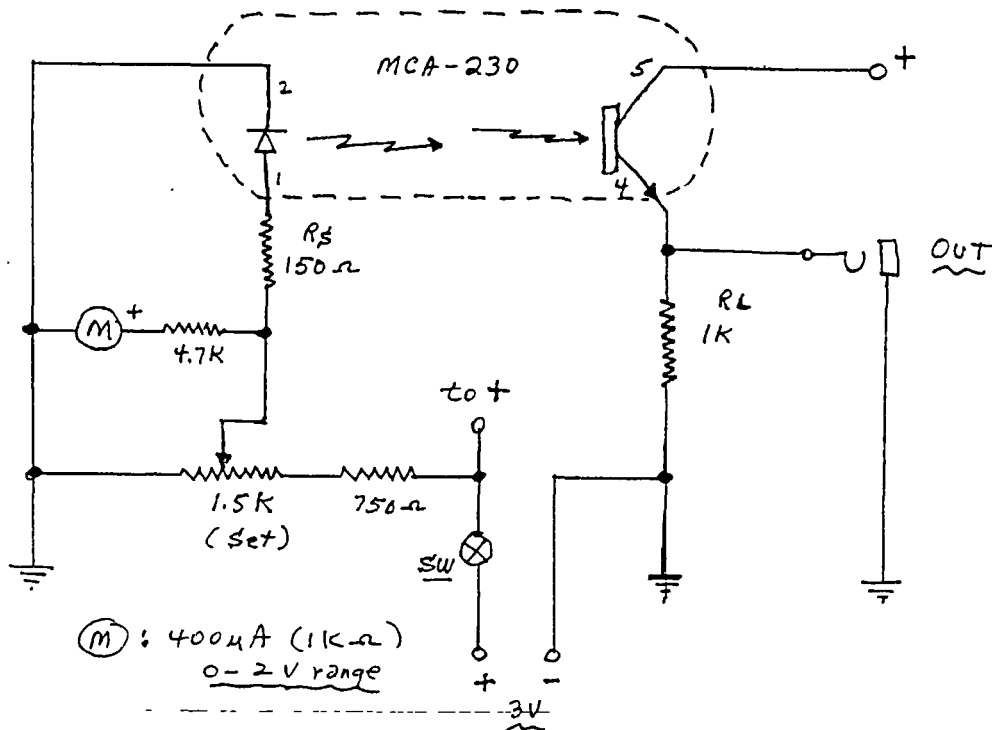 MCA-230
5
+
2
1
4
RS
150Ω
OUT
M +
4.7K
RL
1K
to +
1.5K
(Set)
750Ω
SW
M : 400μA (1KΩ)
0-2V range
+ -
3V